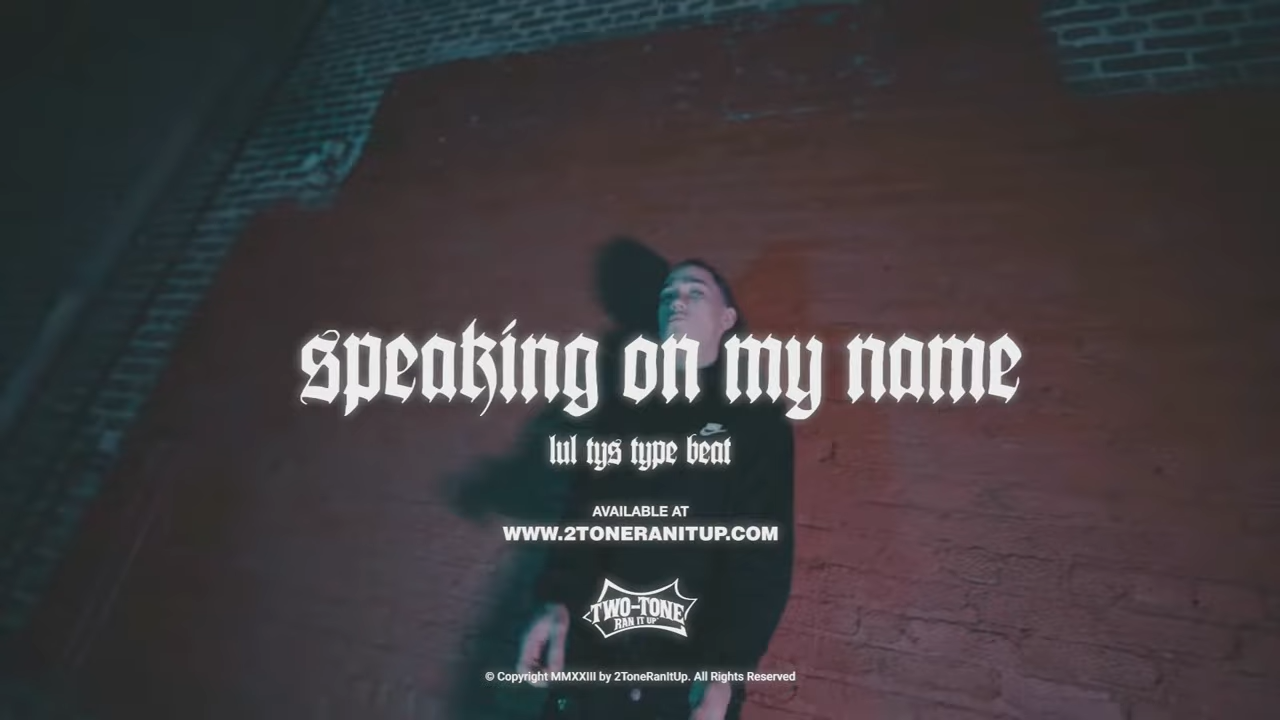 speaking on my name
lul tys type beat
AVAILABLE AT
WWW.2TONERANITUP.COM
TWO-TONE
RAN IT UP
© Copyright MMXXIII by 2ToneRanItUp. All Rights Reserved